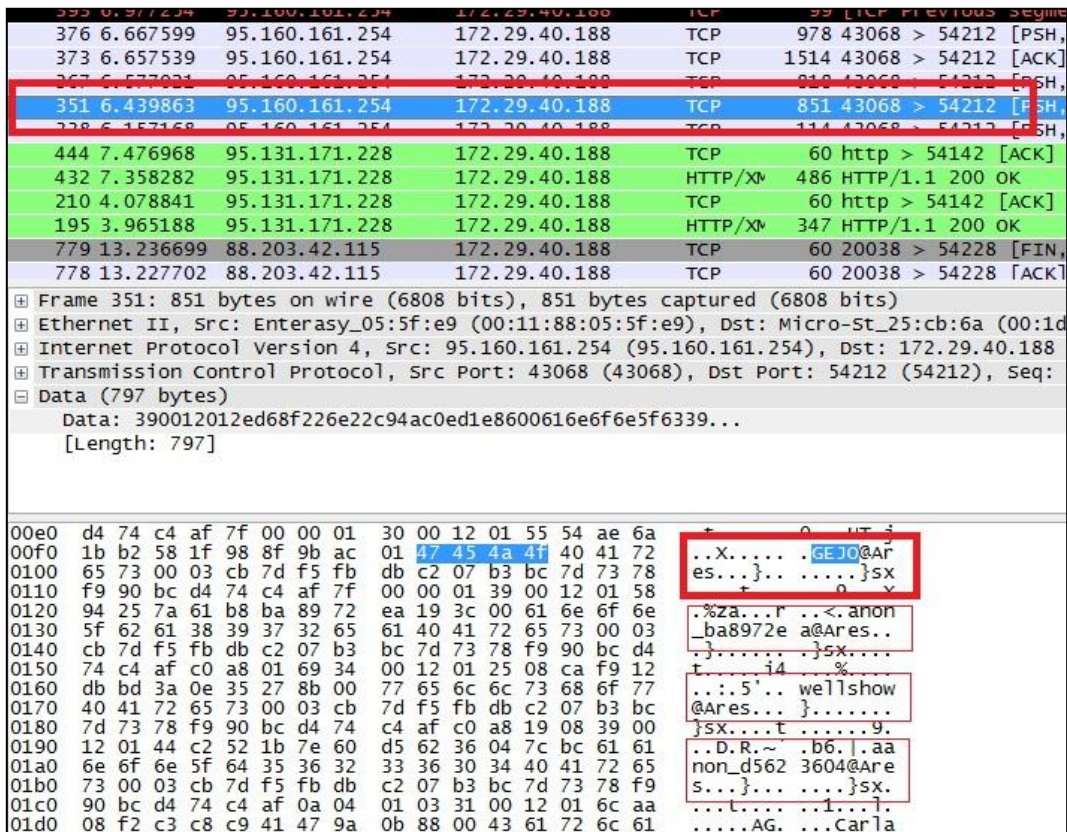 376 6.667599 95.160.161.254 172.29.40.188 TCP 978 43068 > 54212 [PSH,
373 6.657539 95.160.161.254 172.29.40.188 TCP 1514 43068 > 54212 [ACK]
351 6.439863 95.160.161.254 172.29.40.188 TCP 851 43068 > 54212 [PSH,
444 7.476968 95.131.171.228 172.29.40.188 TCP 60 http > 54142 [ACK]
432 7.358282 95.131.171.228 172.29.40.188 HTTP/XM 486 HTTP/1.1 200 OK
210 4.078841 95.131.171.228 172.29.40.188 TCP 60 http > 54142 [ACK]
195 3.965188 95.131.171.228 172.29.40.188 HTTP/XM 347 HTTP/1.1 200 OK
779 13.236699 88.203.42.115 172.29.40.188 TCP 60 20038 > 54228 [FIN,
778 13.227702 88.203.42.115 172.29.40.188 TCP 60 20038 > 54228 [ACK]
Frame 351: 851 bytes on wire (6808 bits), 851 bytes captured (6808 bits)
Ethernet II, Src: Enterasy_05:5f:e9 (00:11:88:05:5f:e9), Dst: Micro-St_25:cb:6a (00:1d
Internet Protocol Version 4, Src: 95.160.161.254 (95.160.161.254), Dst: 172.29.40.188
Transmission Control Protocol, Src Port: 43068 (43068), Dst Port: 54212 (54212), Seq:
Data (797 bytes)
Data: 390012012ed68f226e22c94ac0ed1e8600616e6f6e5f6339...
[Length: 797]
00e0 d4 74 c4 af 7f 00 00 01 30 00 12 01 55 54 ae 6a
00f0 1b b2 58 1f 98 8f 9b ac 01 47 45 4a 4f 40 41 72 ..X..... .GEJO@Ar
0100 65 73 00 03 cb 7d f5 fb db c2 07 b3 bc 7d 73 78 es...}.. .....}sx
0110 f9 90 bc d4 74 c4 af 7f 00 00 01 39 00 12 01 58
0120 94 25 7a 61 b8 ba 89 72 ea 19 3c 00 61 6e 6f 6e .%za...r ..<.anon
0130 5f 62 61 38 39 37 32 65 61 40 41 72 65 73 00 03 _ba8972e a@Ares..
0140 cb 7d f5 fb db c2 07 b3 bc 7d 73 78 f9 90 bc d4 .}...... .}sx....
0150 74 c4 af c0 a8 01 69 34 00 12 01 25 08 ca f9 12 t.....i4 ...%....
0160 db bd 3a 0e 35 27 8b 00 77 65 6c 6c 73 68 6f 77 ..:.5'.. wellshow
0170 40 41 72 65 73 00 03 cb 7d f5 fb db c2 07 b3 bc @Ares... }.......
0180 7d 73 78 f9 90 bc d4 74 c4 af c0 a8 19 08 39 00 }sx....t ......9.
0190 12 01 44 c2 52 1b 7e 60 d5 62 36 04 7c bc 61 61 ..D.R.~` .b6.|.aa
01a0 6e 6f 6e 5f 64 35 36 32 33 36 30 34 40 41 72 65 non_d562 3604@Are
01b0 73 00 03 cb 7d f5 fb db c2 07 b3 bc 7d 73 78 f9 s...}... ....}sx.
01c0 90 bc d4 74 c4 af 0a 04 01 03 31 00 12 01 6c aa ...t.... ..1...l.
01d0 08 f2 c3 c8 c9 41 47 9a 0b 88 00 43 61 72 6c 61 .....AG. ...Carla